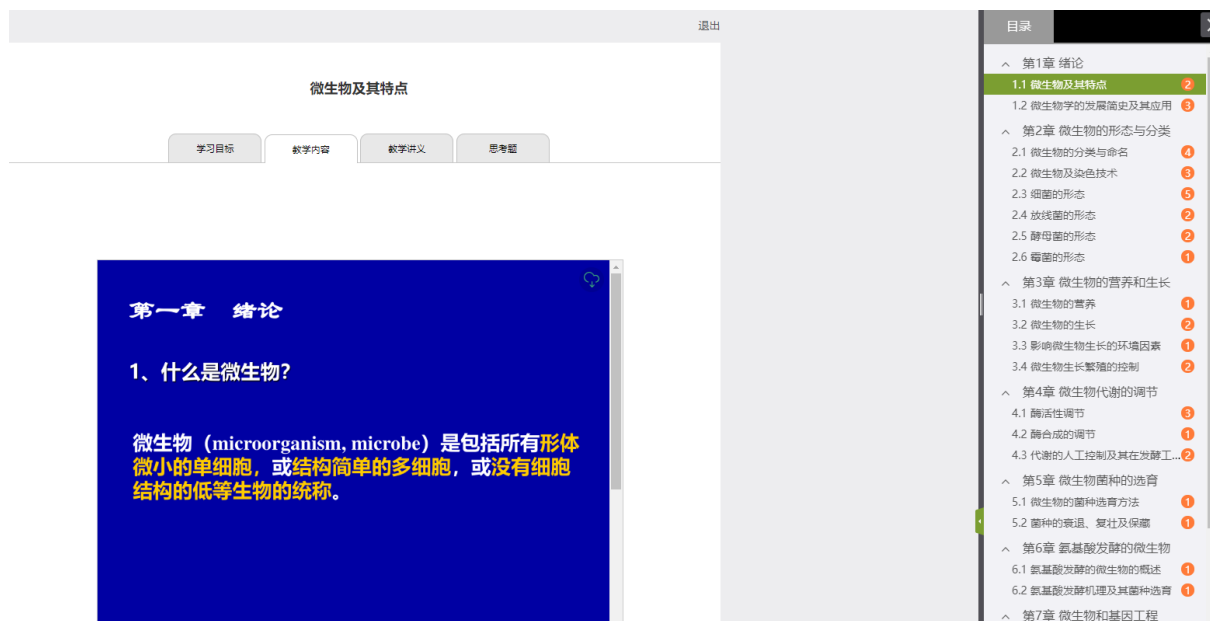 退出
微生物及其特点
学习目标
教学内容
教学讲义
思考题
第一章 绪论
1、什么是微生物?
微生物（microorganism, microbe）是包括所有形体
微小的单细胞，或结构简单的多细胞，或没有细胞
结构的低等生物的统称。
目录
第1章 绪论
1.1 微生物及其特点 2
1.2 微生物学的发展简史及其应用 3
第2章 微生物的形态与分类
2.1 微生物的分类与命名 4
2.2 微生物及染色技术 3
2.3 细菌的形态 5
2.4 放线菌的形态 2
2.5 酵母菌的形态 2
2.6 霉菌的形态 1
第3章 微生物的营养和生长
3.1 微生物的营养 1
3.2 微生物的生长 2
3.3 影响微生物生长的环境因素 1
3.4 微生物生长繁殖的控制 2
第4章 微生物代谢的调节
4.1 酶活性调节 3
4.2 酶合成的调节 1
4.3 代谢的人工控制及其在发酵工... 2
第5章 微生物菌种的选育
5.1 微生物的菌种选育方法 1
5.2 菌种的衰退、复壮及保藏 1
第6章 氨基酸发酵的微生物
6.1 氨基酸发酵的微生物的概述 1
6.2 氨基酸发酵机理及其菌种选育 1
第7章 微生物和基因工程